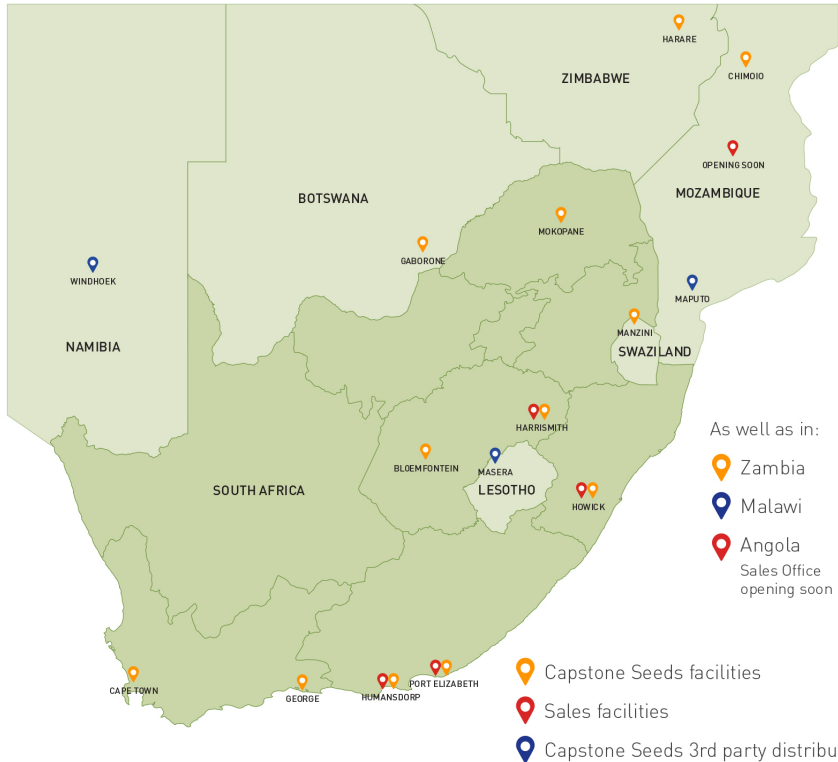 HARARE
CHIMOIO
ZIMBABWE
OPENING SOON
MOZAMBIQUE
BOTSWANA
MOKOPANE
GABORONE
WINDHOEK
MAPUTO
MANZINI
NAMIBIA
SWAZILAND
HARRISMITH
As well as in:
BLOEMFONTEIN
MASERA
Zambia
SOUTH AFRICA
LESOTHO
HOWICK
Malawi
Angola
Sales Office
opening soon
Capstone Seeds facilities
PORT ELIZABETH
CAPE TOWN
GEORGE
HUMANSDORP
Sales facilities
Capstone Seeds 3rd party distribu